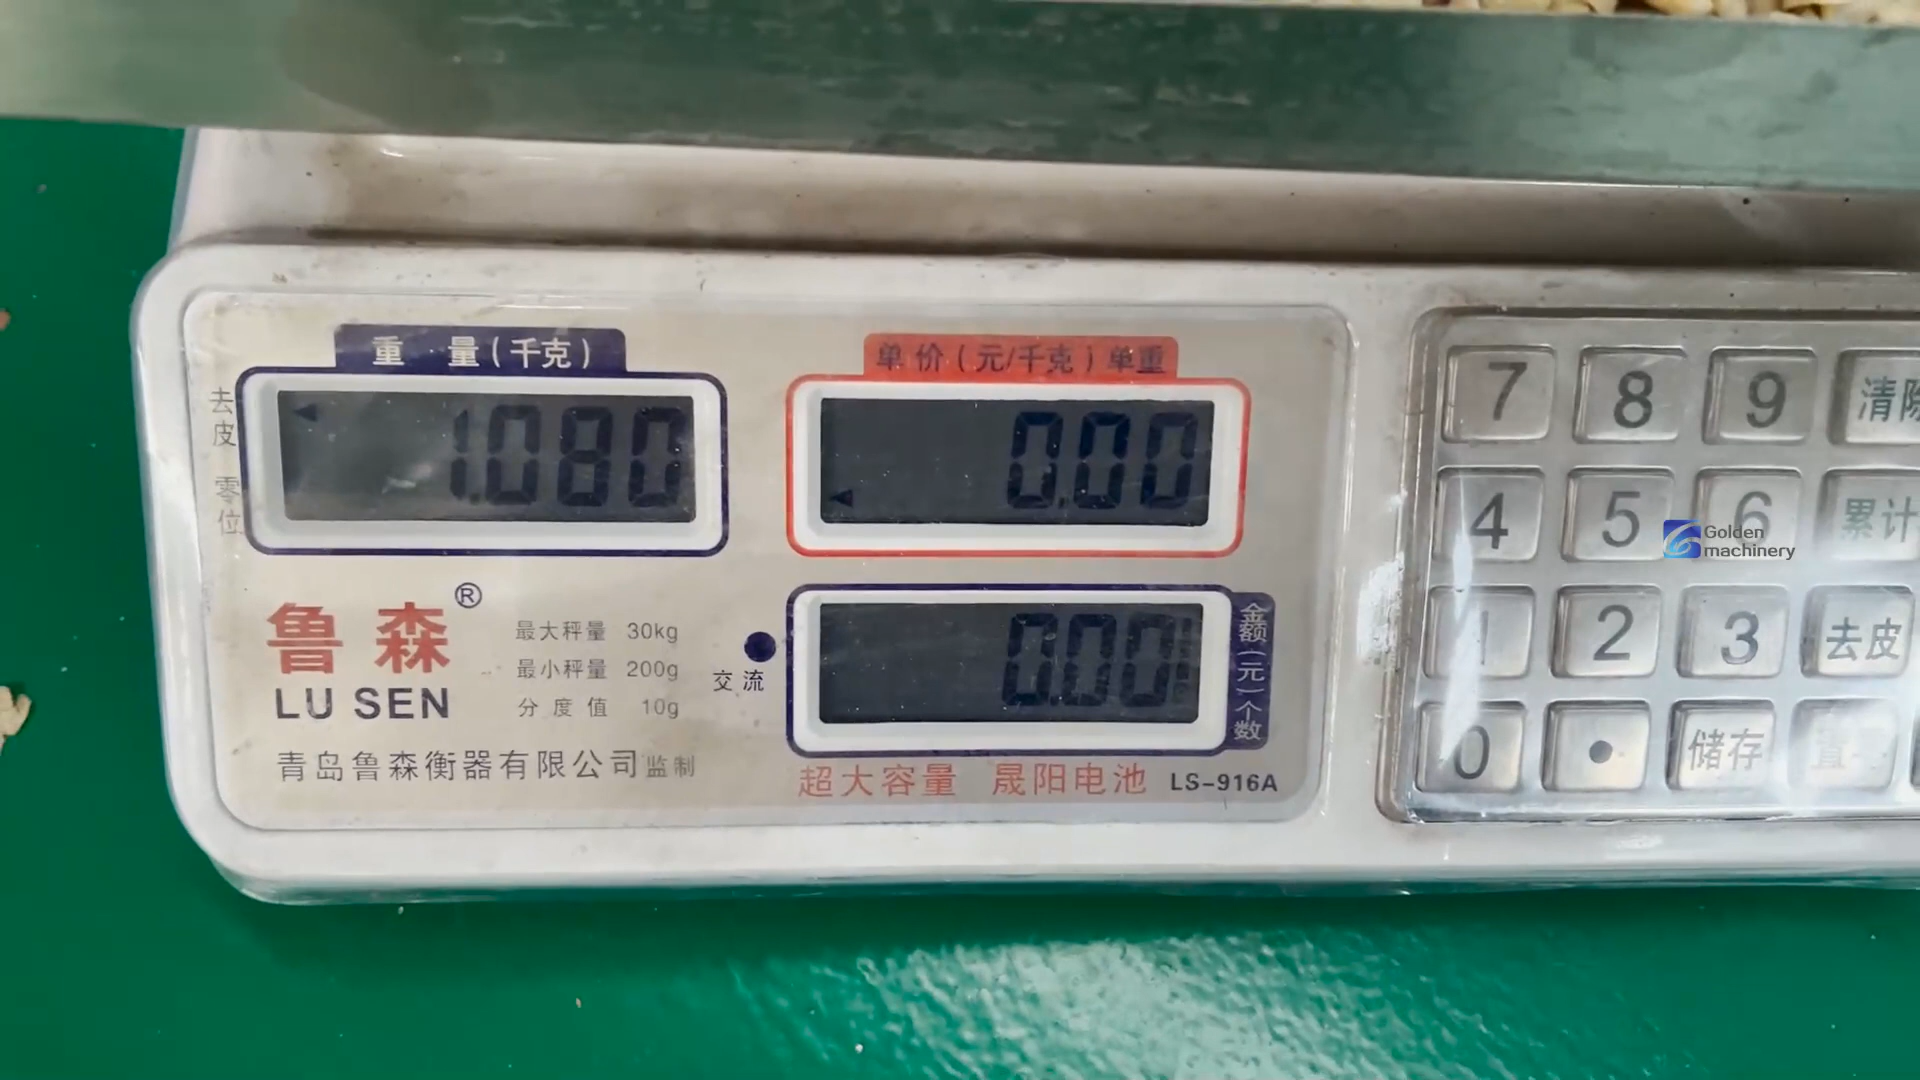 重 量(千克)
去皮
零位
1.080
单价(元/千克)单重
0.00
鲁森®
LU SEN
最大秤量 30kg
最小秤量 200g
分度值 10g
交流
0.00
金额(元)个数
青岛鲁森衡器有限公司监制
超大容量 晟阳电池 LS-916A
7 8 9 清除
4 5 6 累计
1 2 3 去皮
0 • 储存
Golden
machinery